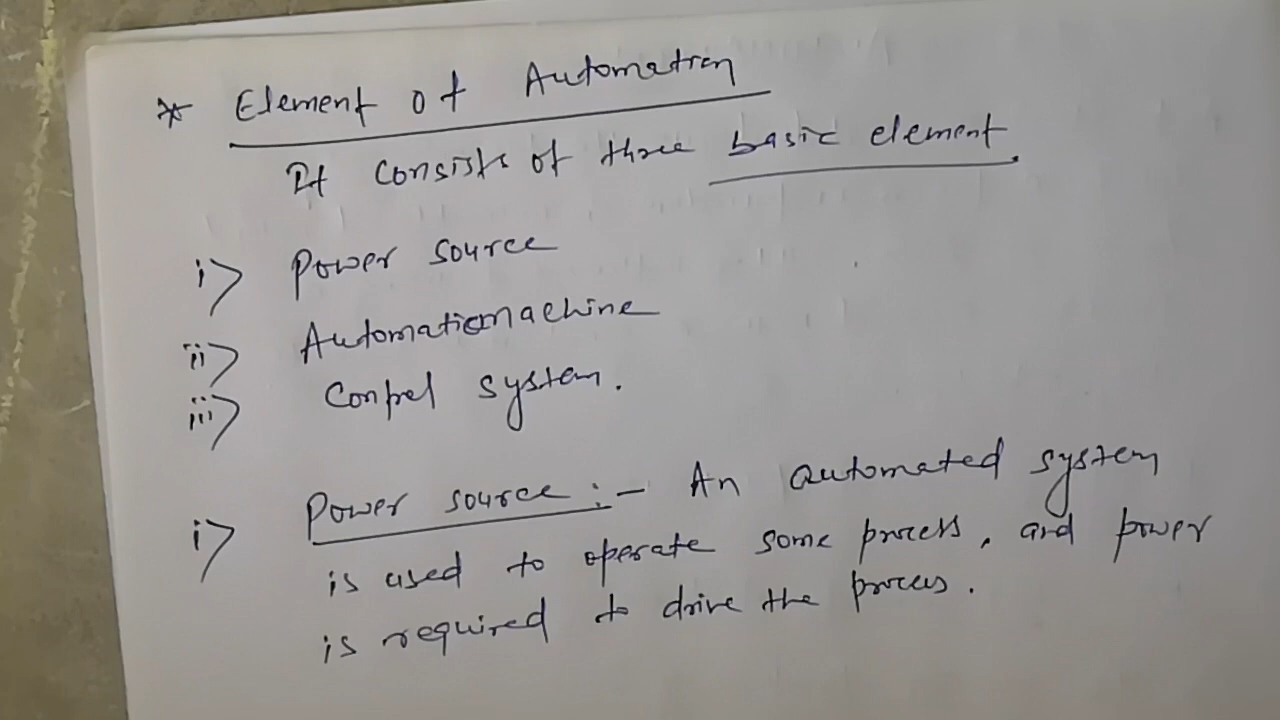 * Element of Automation
It consists of three basic element.
i> Power source
ii> Automaticmachine
iii> Control system.
i> Power source :- An automated system
is used to operate some process, and power
is required to drive the process.